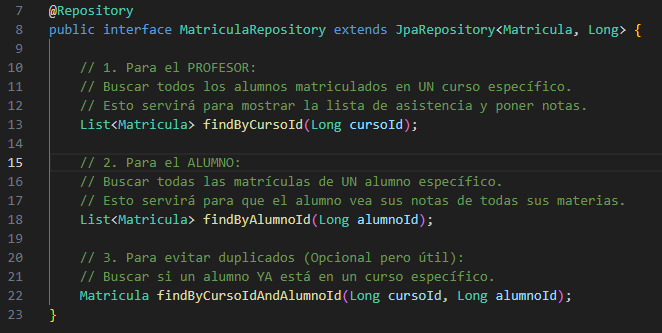 7 @Repository
8 public interface MatriculaRepository extends JpaRepository<Matricula, Long> {
9
10 // 1. Para el PROFESOR:
11 // Buscar todos los alumnos matriculados en UN curso específico.
12 // Esto servirá para mostrar la lista de asistencia y poner notas.
13 List<Matricula> findByCursoId(Long cursoId);
14
15 // 2. Para el ALUMNO:
16 // Buscar todas las matrículas de UN alumno específico.
17 // Esto servirá para que el alumno vea sus notas de todas sus materias.
18 List<Matricula> findByAlumnoId(Long alumnoId);
19
20 // 3. Para evitar duplicados (Opcional pero útil):
21 // Buscar si un alumno YA está en un curso específico.
22 Matricula findByCursoIdAndAlumnoId(Long cursoId, Long alumnoId);
23 }